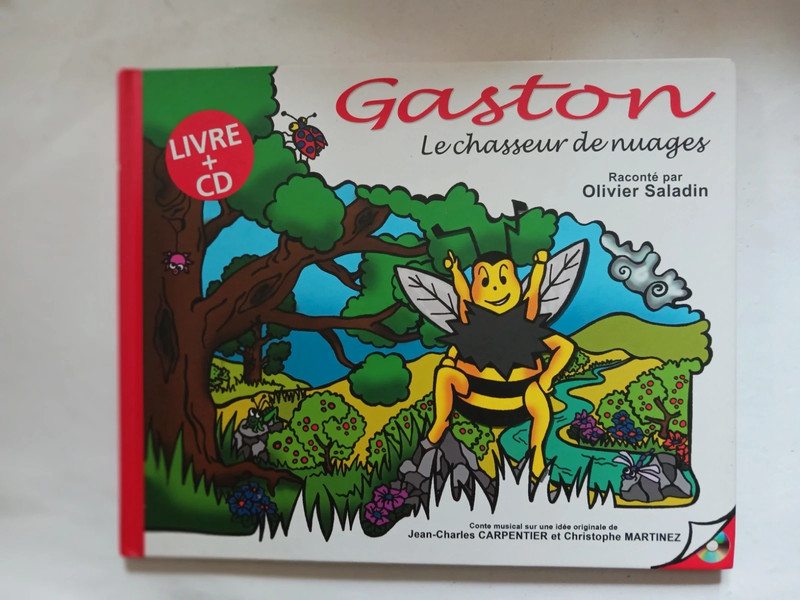 Gaston
Le chasseur de nuages
Raconté par
Olivier Saladin
LIVRE
+
CD
Conte musical sur une idée originale de
Jean-Charles CARPENTIER et Christophe MARTINEZ